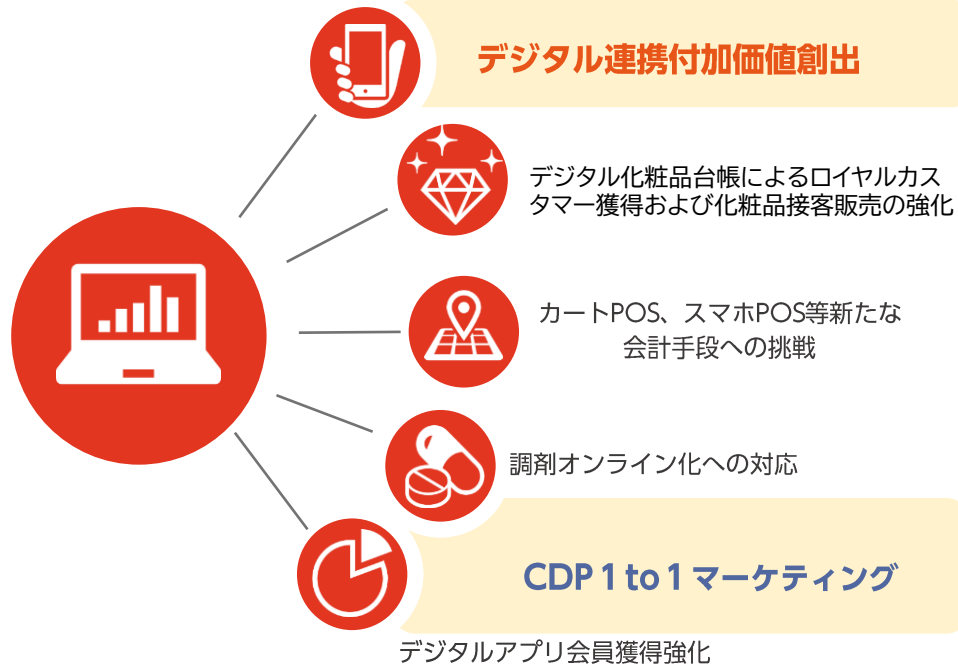 デジタル連携付加価値創出
デジタル化粧品台帳によるロイヤルカス
タマー獲得および化粧品接客販売の強化
カートPOS、スマホPOS等新たな
会計手段への挑戦
調剤オンライン化への対応
CDP 1 to 1 マーケティング
デジタルアプリ会員獲得強化